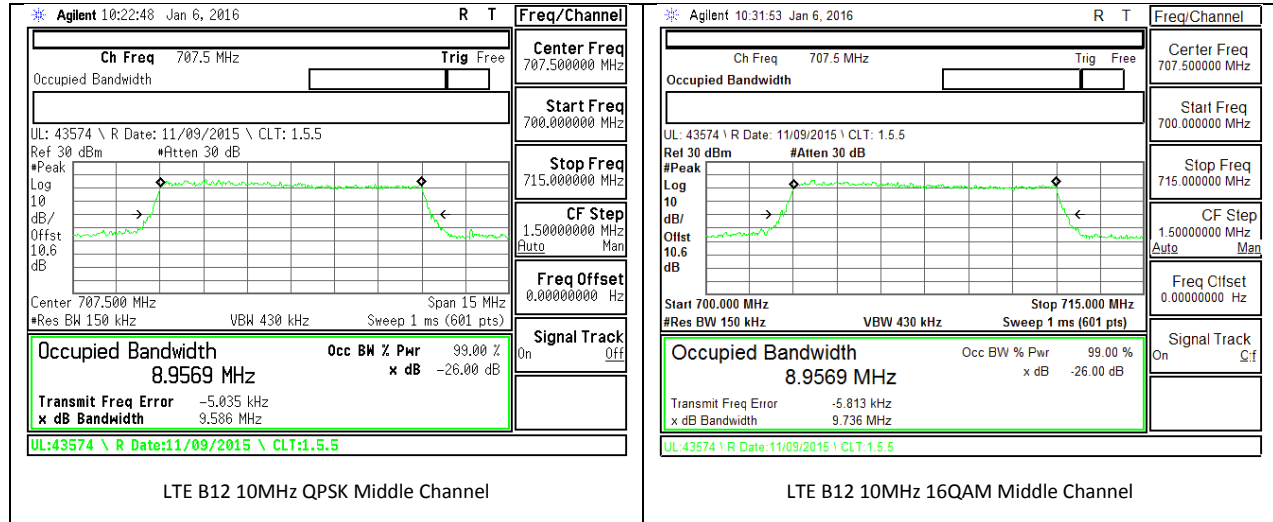 Agilent 10:22:48 Jan 6, 2016 R T
Freq/Channel
Ch Freq 707.5 MHz Trig Free
Occupied Bandwidth
Center Freq
707.500000 MHz
Start Freq
700.000000 MHz
Stop Freq
715.000000 MHz
CF Step
1.50000000 MHz
Auto Man
Freq Offset
0.00000000 Hz
Signal Track
On Off
UL: 43574 \ R Date: 11/09/2015 \ CLT: 1.5.5
Ref 30 dBm #Atten 30 dB
#Peak
Log
10
dB/
Offst
10.6
dB
Center 707.500 MHz Span 15 MHz
#Res BW 150 kHz VBW 430 kHz Sweep 1 ms (601 pts)
Occupied Bandwidth Occ BW % Pwr 99.00 %
8.9569 MHz x dB -26.00 dB
Transmit Freq Error -5.035 kHz
x dB Bandwidth 9.586 MHz
UL:43574 \ R Date:11/09/2015 \ CLT:1.5.5
LTE B12 10MHz QPSK Middle Channel
Agilent 10:31:53 Jan 6, 2016 R T
Freq/Channel
Ch Freq 707.5 MHz Trig Free
Occupied Bandwidth
Center Freq
707.500000 MHz
Start Freq
700.000000 MHz
Stop Freq
715.000000 MHz
CF Step
1.50000000 MHz
Auto Man
Freq Cffset
0.00000000 Hz
Signal Track
On C:f
UL: 43574 \ R Date: 11/09/2015 \ CLT: 1.5.5
Ref 30 dBm #Atten 30 dB
#Peak
Log
10
dB/
Offst
10.6
dB
Start 700.000 MHz Stop 715.000 MHz
#Res BW 150 kHz VBW 430 kHz Sweep 1 ms (601 pts)
Occupied Bandwidth Occ BW % Pwr 99.00 %
8.9569 MHz x dB -26.00 dB
Transmit Freq Error -5.813 kHz
x dB Bandwidth 9.736 MHz
UL:43574 \ R Date:11/09/2015 \ CLT:1.5.5
LTE B12 10MHz 16QAM Middle Channel